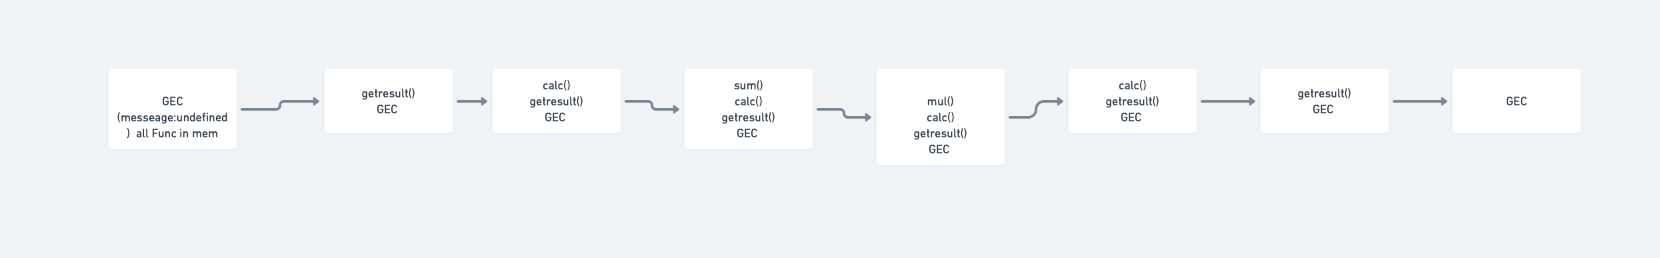 GEC
(messeage:undefined
) all Func in mem
getresult()
GEC
calc()
getresult()
GEC
sum()
calc()
getresult()
GEC
mul()
calc()
getresult()
GEC
calc()
getresult()
GEC
getresult()
GEC
GEC